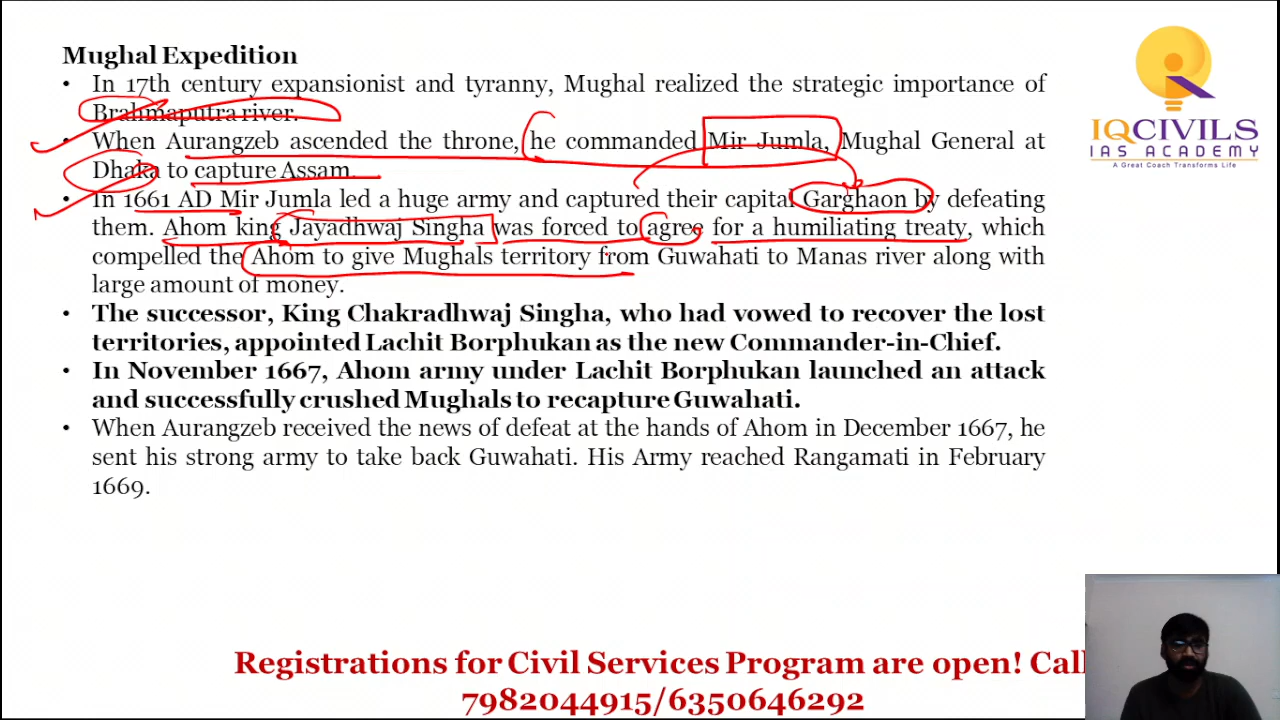 Mughal Expedition
• In 17th century expansionist and tyranny, Mughal realized the strategic importance of
Brahmaputra river.
• When Aurangzeb ascended the throne, he commanded Mir Jumla, Mughal General at
Dhaka to capture Assam.
• In 1661 AD Mir Jumla led a huge army and captured their capital Garghaon by defeating
them. Ahom king Jayadhwaj Singha was forced to agree for a humiliating treaty, which
compelled the Ahom to give Mughals territory from Guwahati to Manas river along with
large amount of money.
• The successor, King Chakradhwaj Singha, who had vowed to recover the lost
territories, appointed Lachit Borphukan as the new Commander-in-Chief.
• In November 1667, Ahom army under Lachit Borphukan launched an attack
and successfully crushed Mughals to recapture Guwahati.
• When Aurangzeb received the news of defeat at the hands of Ahom in December 1667, he
sent his strong army to take back Guwahati. His Army reached Rangamati in February
1669.
IQCIVILS
IAS ACADEMY
A Great Coach Transforms Life
Registrations for Civil Services Program are open! Call
7982044915/6350646292